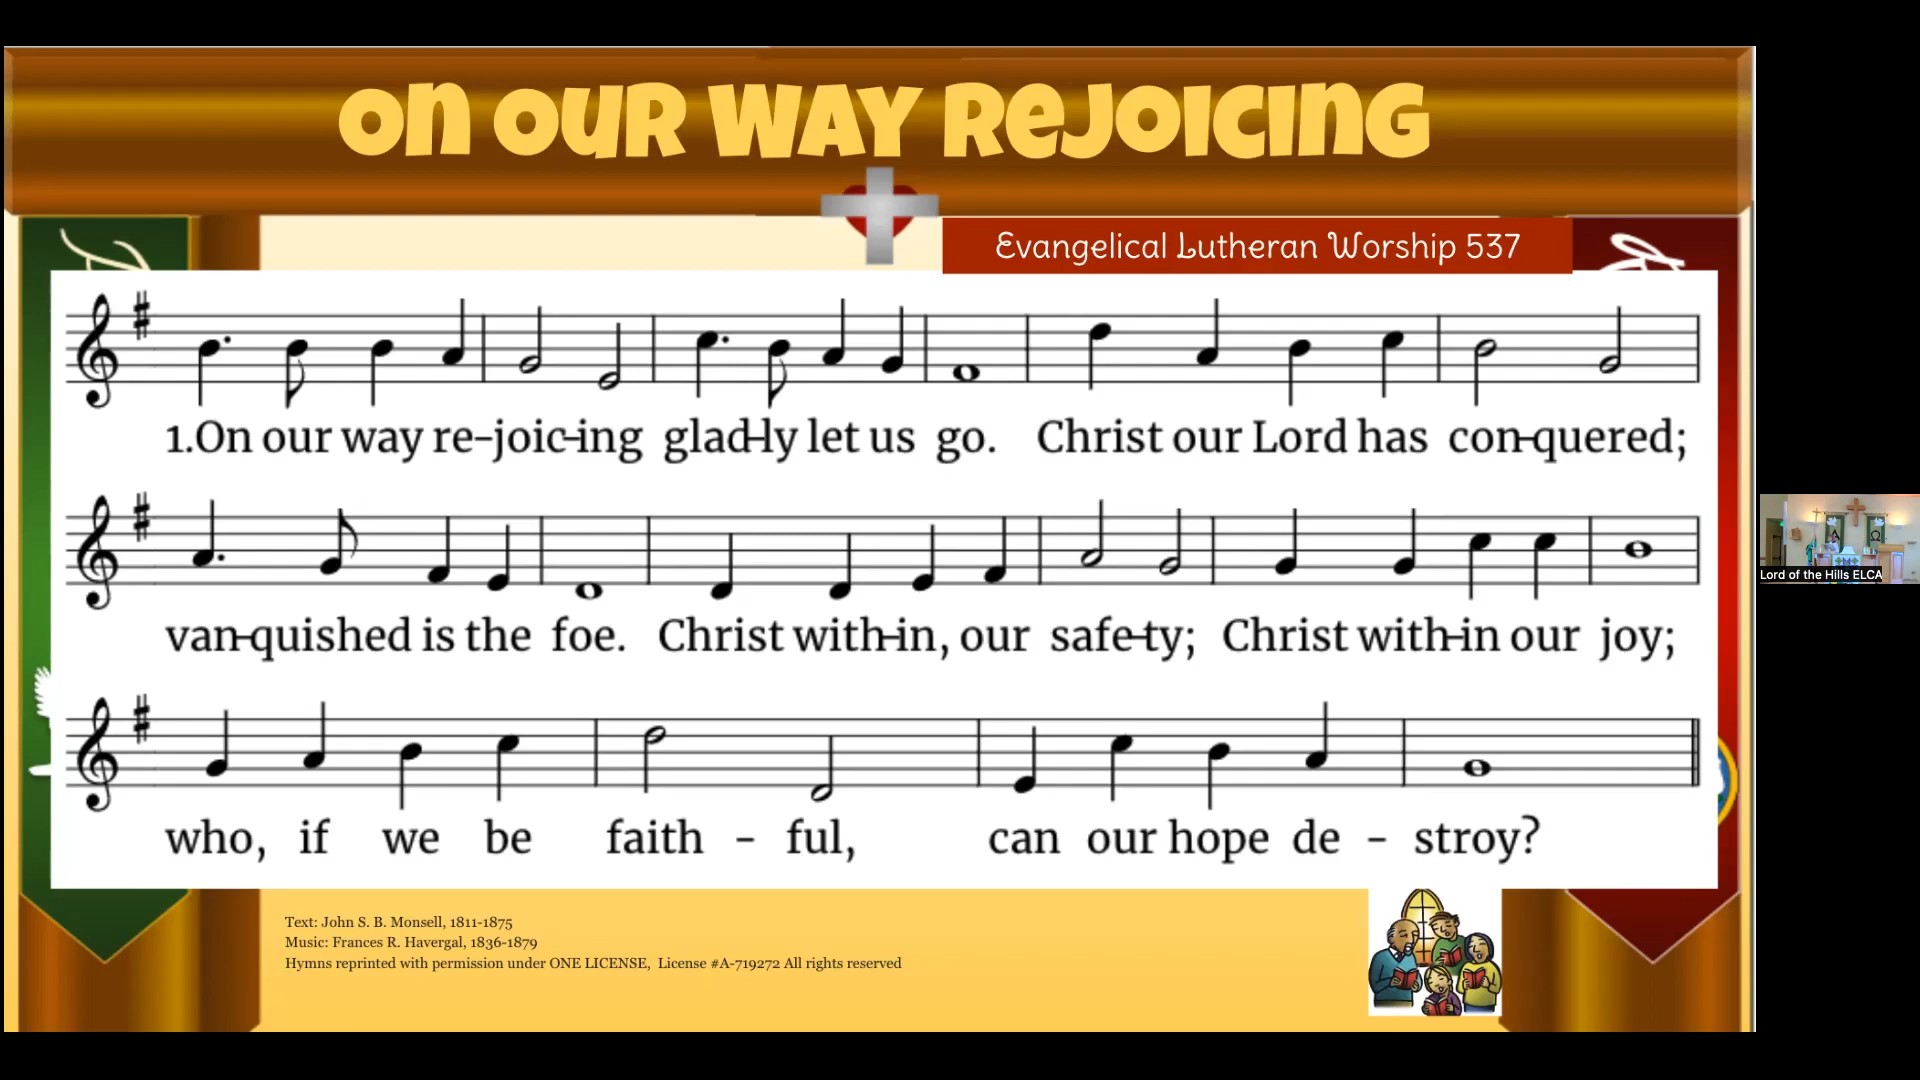 On Our Way Rejoicing
Evangelical Lutheran Worship 537
1.On our way re-joic-ing glad-ly let us go. Christ our Lord has con-quered;
van-quished is the foe. Christ with-in, our safe-ty; Christ with-in our joy;
who, if we be faith - ful, can our hope de - stroy?
Text: John S. B. Monsell, 1811-1875
Music: Frances R. Havergal, 1836-1879
Hymns reprinted with permission under ONE LICENSE, License #A-719272 All rights reserved
Α Ω
Lord of the Hills ELCA